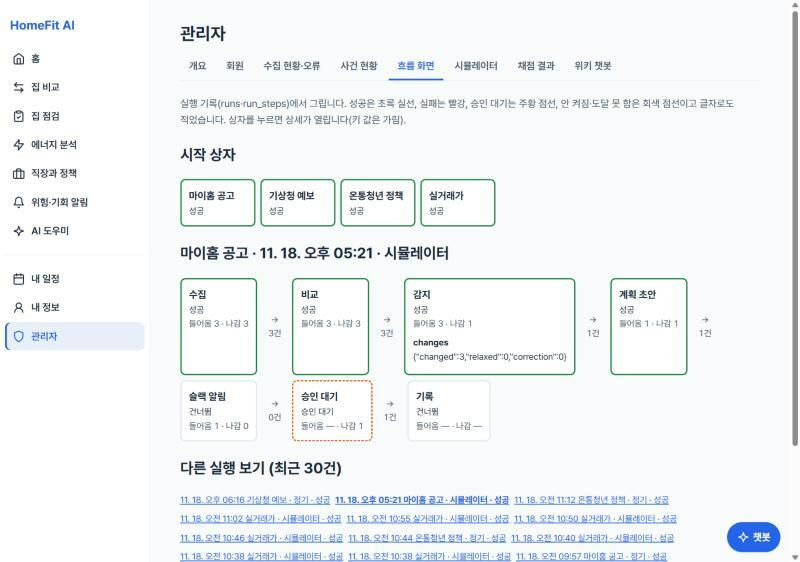 HomeFit AI
홈
집 비교
집 점검
에너지 분석
직장과 정책
위험·기회 알림
AI 도우미
내 일정
내 정보
관리자
관리자
개요 회원 수집 현황·오류 사건 현황 흐름 화면 시뮬레이터 채점 결과 위키 챗봇
실행 기록(runs·run_steps)에서 그립니다. 성공은 초록 실선, 실패는 빨강, 승인 대기는 주황 점선, 안 켜짐·도달 못 함은 회색 점선이고 글자로도
적었습니다. 상자를 누르면 상세가 열립니다(키 값은 가림).
시작 상자
마이홈 공고 기상청 예보 온통청년 정책 실거래가
성공 성공 성공 성공
마이홈 공고 · 11. 18. 오후 05:21 · 시뮬레이터
수집 비교 감지 계획 초안
성공 성공 성공 성공
들어옴 3 · 나감 3 → 3건 들어옴 3 · 나감 3 → 3건 들어옴 3 · 나감 1 → 1건 들어옴 1 · 나감 1 → 1건
changes
{"changed":3,"relaxed":0,"correction":0}
슬랙 알림 승인 대기 기록
건너뜀 승인 대기 건너뜀
들어옴 1 · 나감 0 → 0건 들어옴 — · 나감 1 → 1건 들어옴 — · 나감 —
다른 실행 보기 (최근 30건)
11. 18. 오후 06:16 기상청 예보 · 정기 · 성공 11. 18. 오후 05:21 마이홈 공고 · 시뮬레이터 · 성공 11. 18. 오전 11:12 온통청년 정책 · 정기 · 성공
11. 18. 오전 11:02 실거래가 · 시뮬레이터 · 성공 11. 18. 오전 10:55 실거래가 · 시뮬레이터 · 성공 11. 18. 오전 10:50 실거래가 · 시뮬레이터 · 성공
11. 18. 오전 10:46 실거래가 · 시뮬레이터 · 성공 11. 18. 오전 10:44 온통청년 정책 · 정기 · 성공 11. 18. 오전 10:40 실거래가 · 시뮬레이터 · 성공
11. 18. 오전 10:38 실거래가 · 시뮬레이터 · 성공 11. 18. 오전 10:38 실거래가 · 시뮬레이터 · 성공 11. 18. 오전 09:57 마이홈 공고 · 정기 · 성공
챗봇